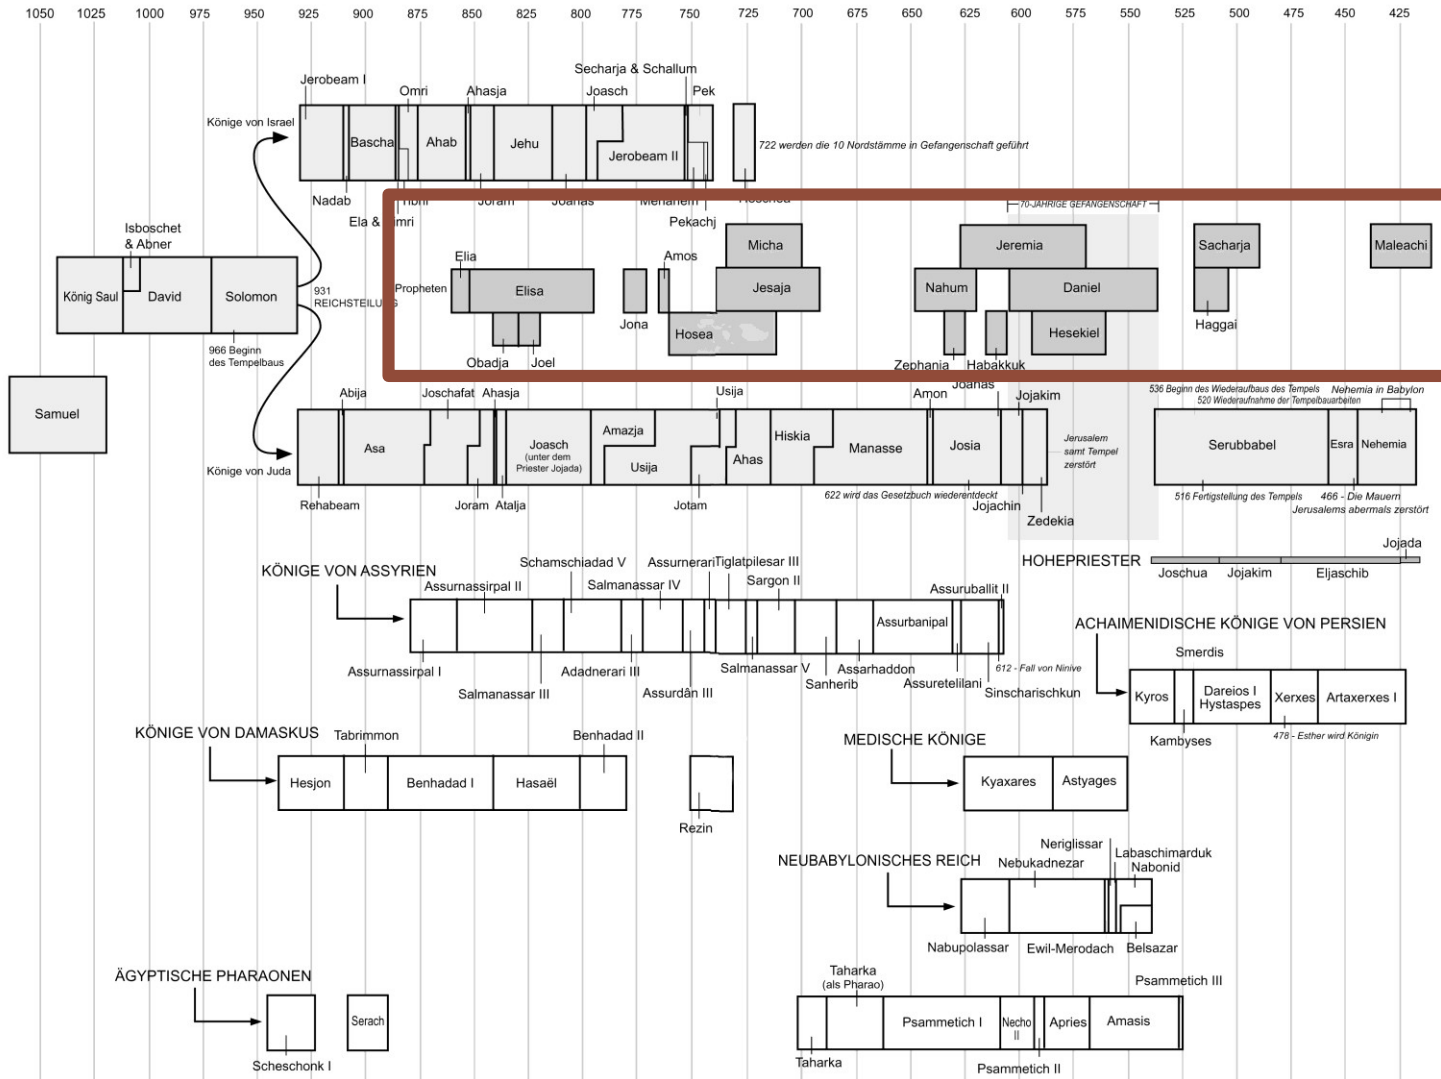 1050 1025 1000 975 950 925 900 875 850 825 800 775 750 725 700 675 650 625 600 575 550 525 500 475 450 425
Secharja & Schallum
Jerobeam I
Omri
Ahasja
Joasch
Pek
Könige von Israel
Bascha
Ahab
Jehu
Jerobeam II
722 werden die 10 Nordstämme in Gefangenschaft geführt
Nadab
Tibni
Joram
Joahas
Menahem
Hoschea
Ela & Simri
Pekachj
70-JÄHRIGE GEFANGENSCHAFT
Isboschet
& Abner
König Saul
David
Solomon
931
REICHSTEILUNG
966 Beginn
des Tempelbaus
Samuel
Propheten
Elia
Elisa
Obadja
Joel
Jona
Amos
Micha
Jesaja
Hosea
Jeremia
Nahum
Daniel
Hesekiel
Zephania
Habakkuk
Sacharja
Haggai
Maleachi
Könige von Juda
Abija
Joschafat
Ahasja
Usija
Amon
Joahas
Jojakim
Asa
Joasch
(unter dem
Priester Jojada)
Amazja
Usija
Ahas
Hiskia
Manasse
Josia
Rehabeam
Joram
Atalja
Jotam
622 wird das Gesetzbuch wiederentdeckt
Jojachin
Zedekia
Jerusalem
samt Tempel
zerstört
536 Beginn des Wiederaufbaus des Tempels
520 Wiederaufnahme der Tempelbauarbeiten
Nehemia in Babylon
Serubbabel
Esra
Nehemia
516 Fertigstellung des Tempels
466 - Die Mauern
Jerusalems abermals zerstört
HOHEPRIESTER
Jojada
Joschua
Jojakim
Eljaschib
KÖNIGE VON ASSYRIEN
Schamschiadad V
Assurnerari
Tiglatpilesar III
Assurnassirpal II
Salmanassar IV
Sargon II
Assuruballit II
Assurbanipal
Assurnassirpal I
Salmanassar III
Adadnerari III
Assurdân III
Salmanassar V
Sanherib
Assarhaddon
Assuretelilani
612 - Fall von Ninive
Sinscharischkun
ACHAIMENIDISCHE KÖNIGE VON PERSIEN
Smerdis
Kyros
Dareios I
Hystaspes
Xerxes
Artaxerxes I
Kambyses
478 - Esther wird Königin
KÖNIGE VON DAMASKUS
Tabrimmon
Benhadad II
Hesjon
Benhadad I
Hasaël
Rezin
MEDISCHE KÖNIGE
Kyaxares
Astyages
NEUBABYLONISCHES REICH
Neriglissar
Nebukadnezar
Labaschimarduk
Nabonid
Nabupolassar
Ewil-Merodach
Belsazar
ÄGYPTISCHE PHARAONEN
Serach
Scheschonk I
Taharka
(als Pharao)
Psammetich III
Psammetich I
Necho
II
Apries
Amasis
Taharka
Psammetich II